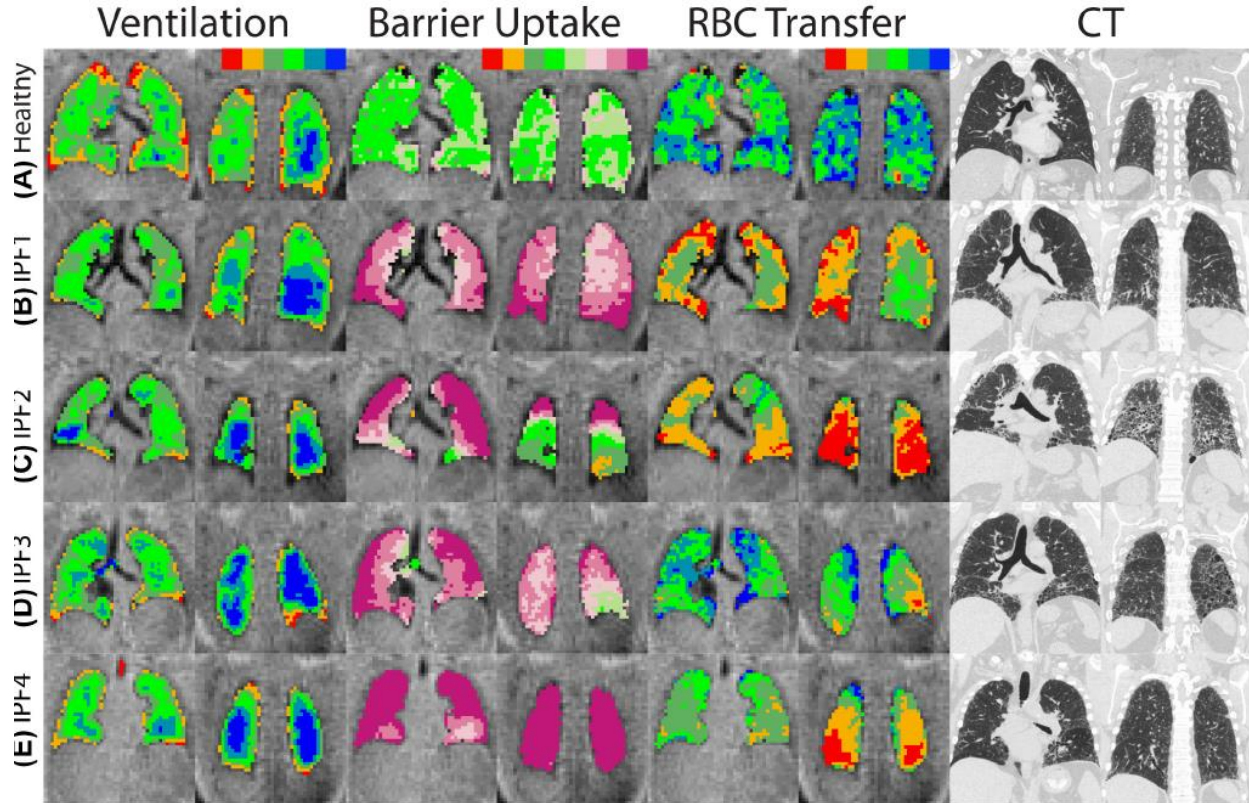 Ventilation Barrier Uptake RBC Transfer CT
(A) Healthy
(B) IPF1
(C) IPF2
(D) IPF3
(E) IPF4